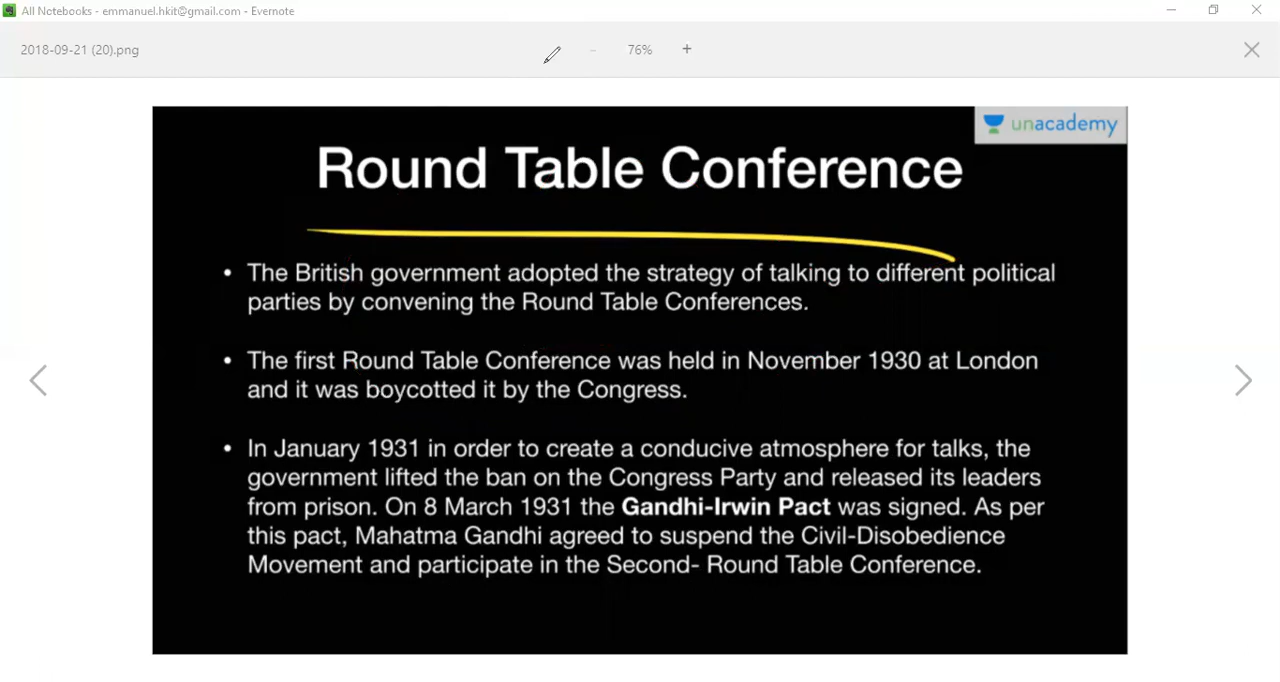 All Notebooks - emmanuel.hkit@gmail.com - Evernote
2018-09-21 (20).png
76%
unacademy
Round Table Conference
• The British government adopted the strategy of talking to different political
parties by convening the Round Table Conferences.
• The first Round Table Conference was held in November 1930 at London
and it was boycotted it by the Congress.
• In January 1931 in order to create a conducive atmosphere for talks, the
government lifted the ban on the Congress Party and released its leaders
from prison. On 8 March 1931 the Gandhi-Irwin Pact was signed. As per
this pact, Mahatma Gandhi agreed to suspend the Civil-Disobedience
Movement and participate in the Second- Round Table Conference.